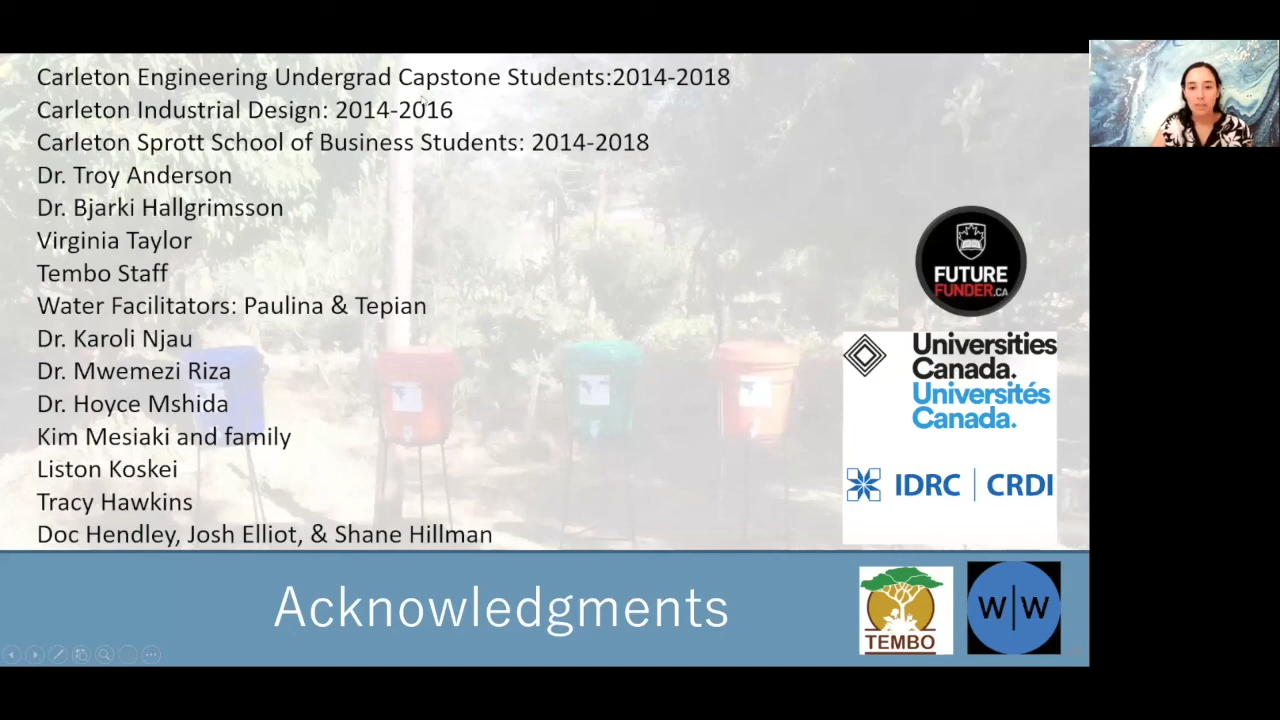 Carleton Engineering Undergrad Capstone Students:2014-2018
Carleton Industrial Design: 2014-2016
Carleton Sprott School of Business Students: 2014-2018
Dr. Troy Anderson
Dr. Bjarki Hallgrimsson
Virginia Taylor
Tembo Staff
Water Facilitators: Paulina & Tepian
Dr. Karoli Njau
Dr. Mwemezi Riza
Dr. Hoyce Mshida
Kim Mesiaki and family
Liston Koskei
Tracy Hawkins
Doc Hendley, Josh Elliot, & Shane Hillman
FUTURE
FUNDER.CA
Universities
Canada.
Universités
Canada.
IDRC | CRDI
Acknowledgments
TEMBO
W|W